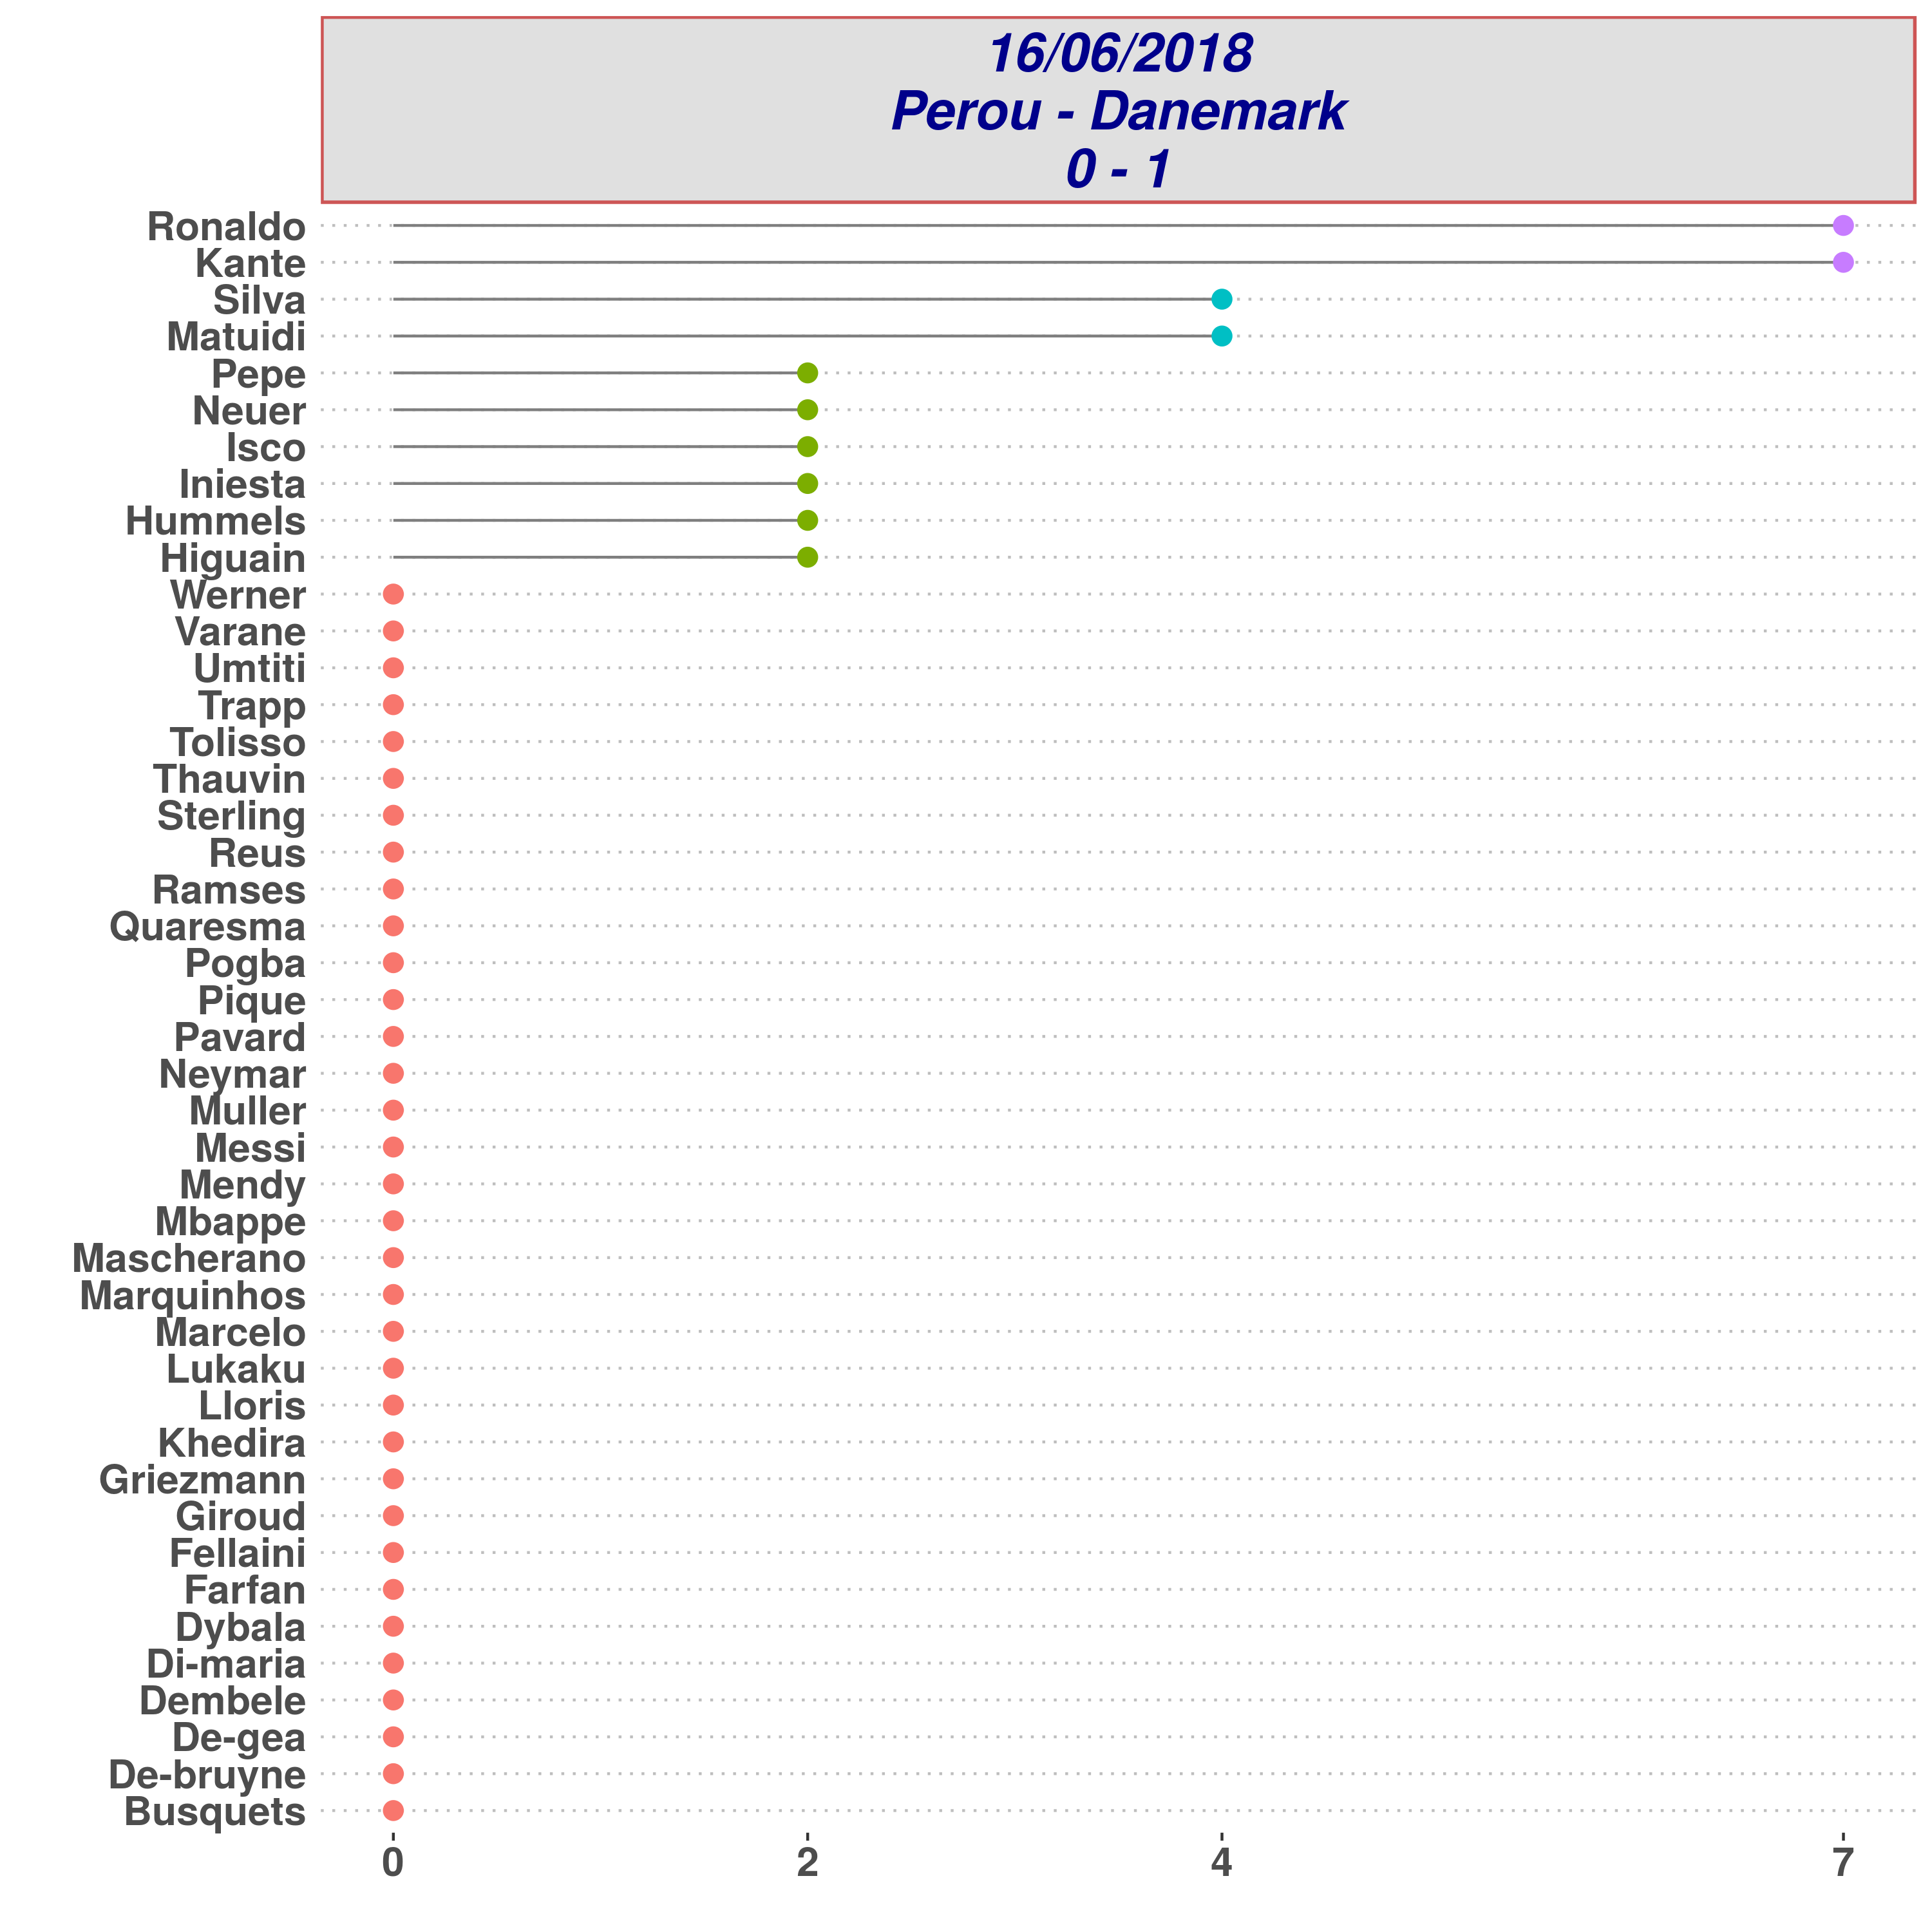 16/06/2018
Perou - Danemark
0 - 1
Ronaldo
Kante
Silva
Matuidi
Pepe
Neuer
Isco
Iniesta
Hummels
Higuain
Werner
Varane
Umtiti
Trapp
Tolisso
Thauvin
Sterling
Reus
Ramses
Quaresma
Pogba
Pique
Pavard
Neymar
Muller
Messi
Mendy
Mbappe
Mascherano
Marquinhos
Marcelo
Lukaku
Lloris
Khedira
Griezmann
Giroud
Fellaini
Farfan
Dybala
Di-maria
Dembele
De-gea
De-bruyne
Busquets
0 2 4 7